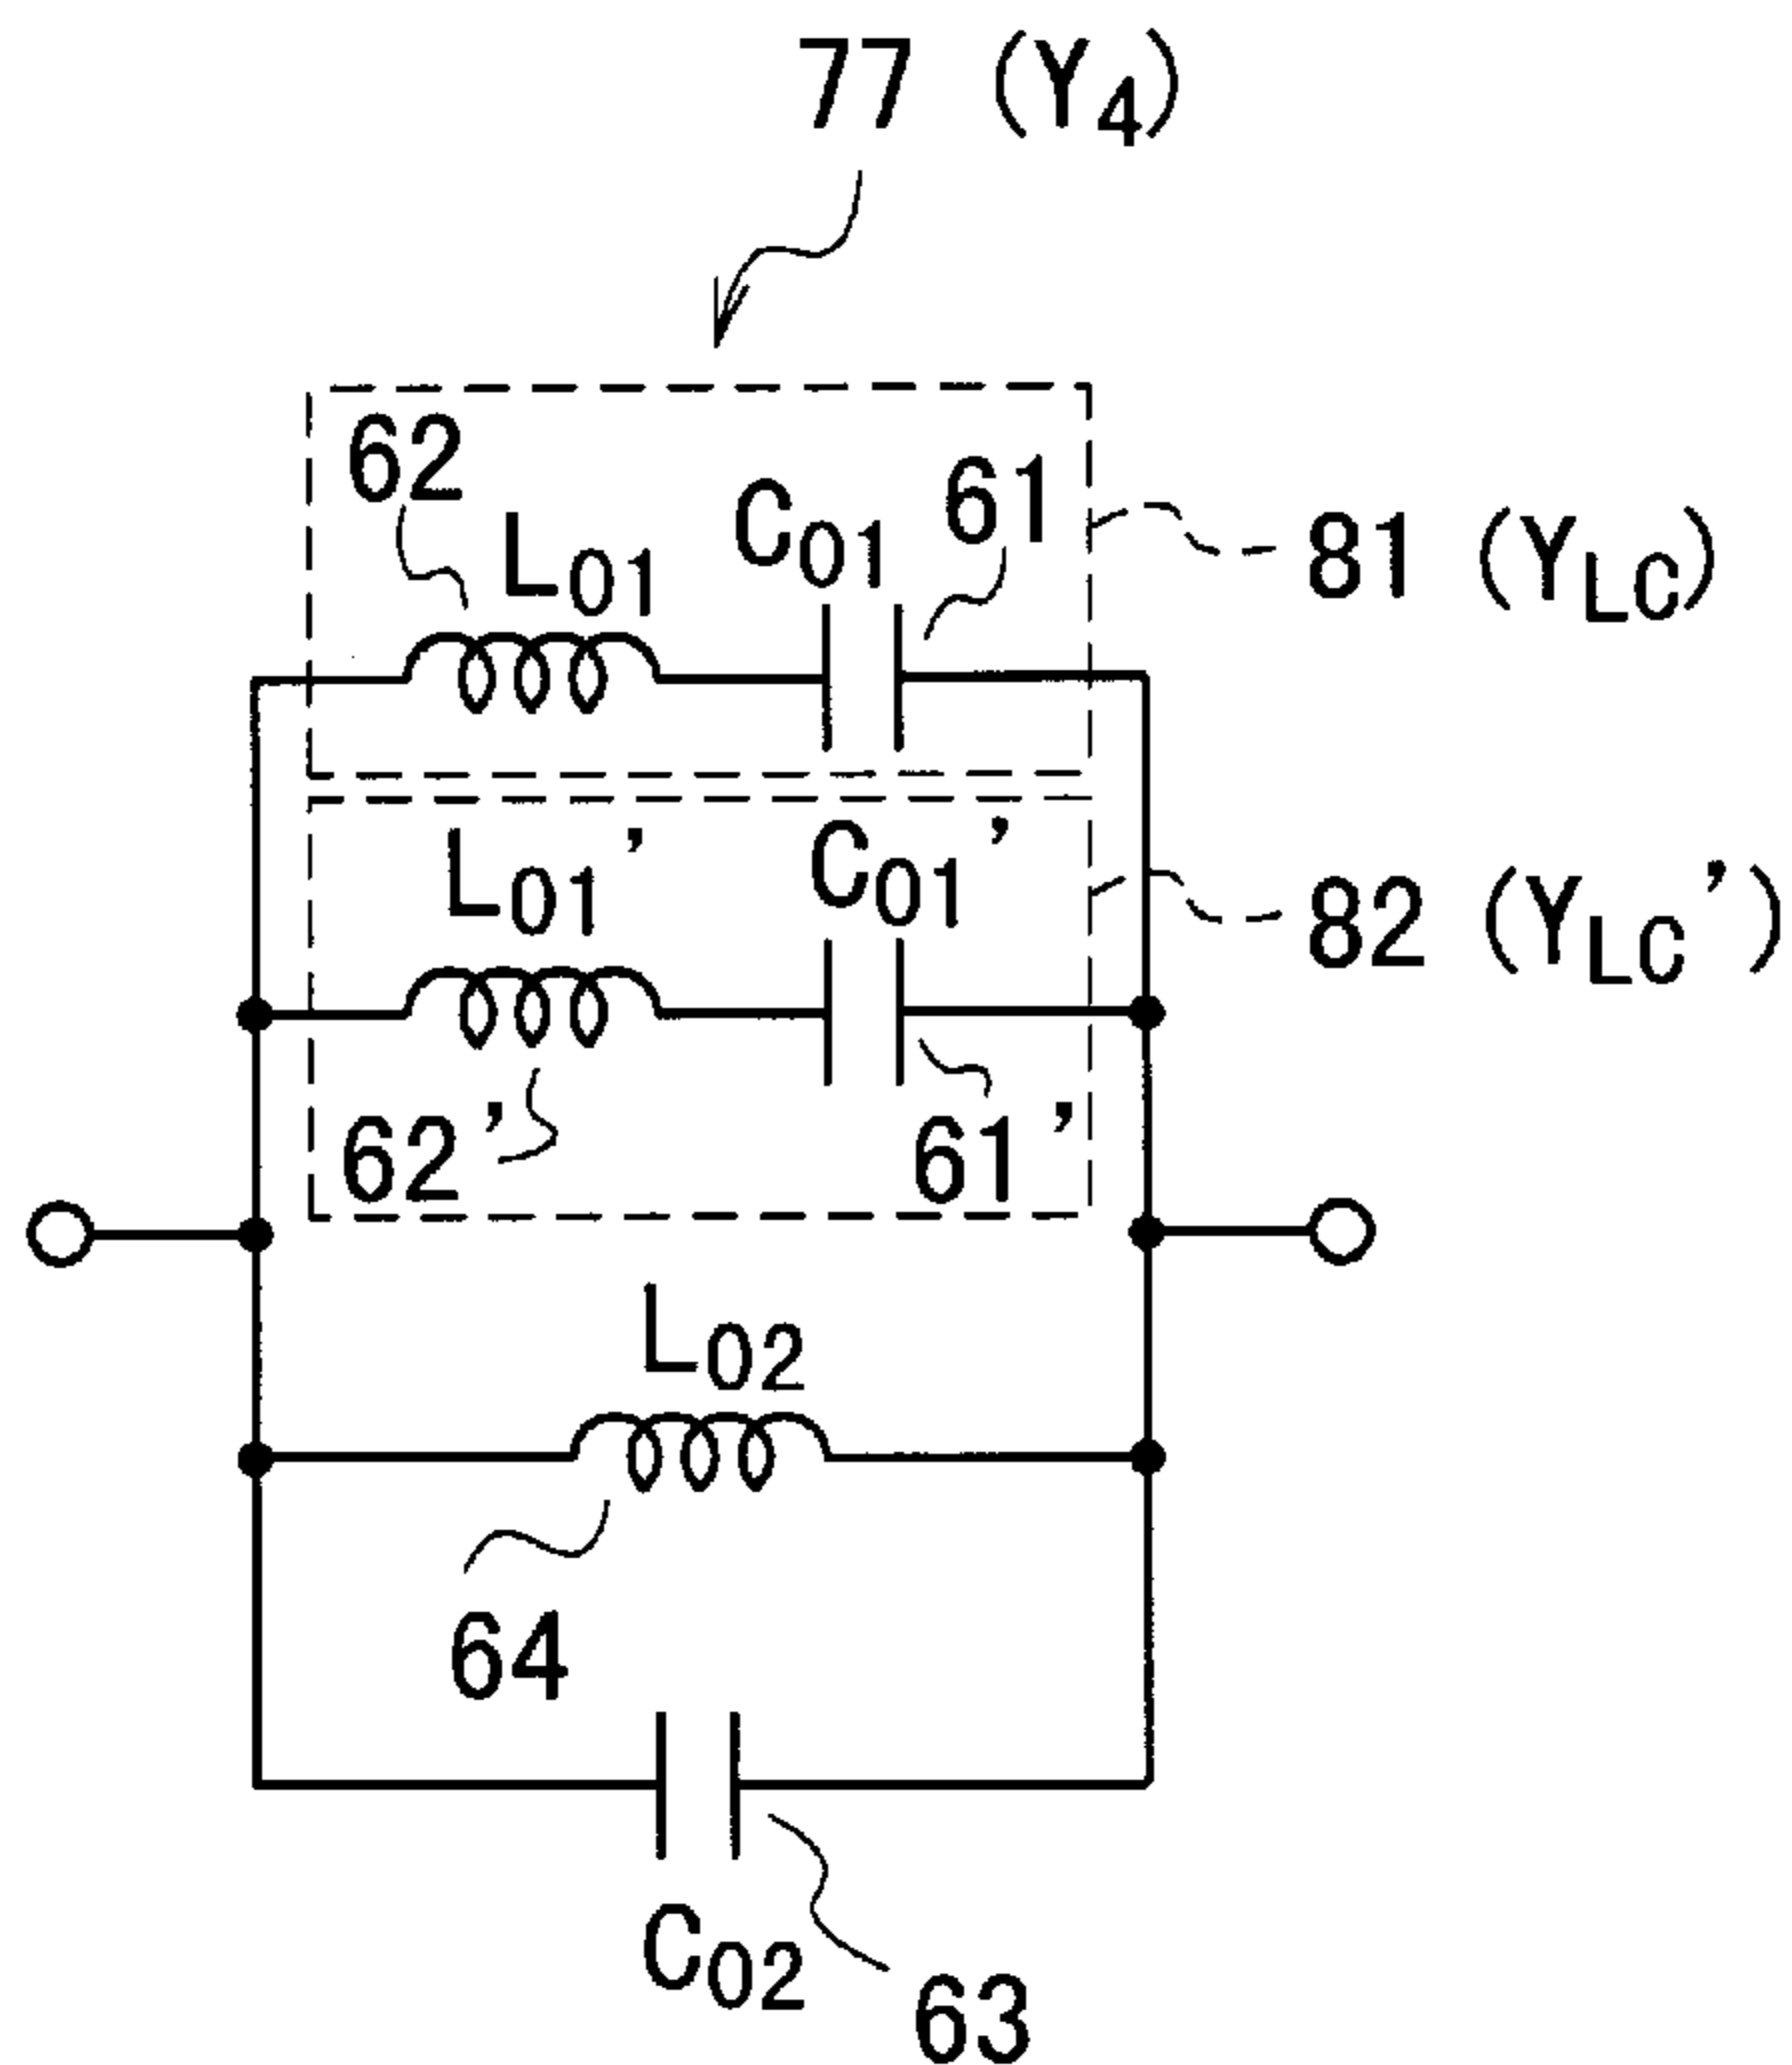 77 (Y4)
62
L01
C01
61
81 (YLC)
L01'
C01'
82 (YLC')
62'
61'
L02
64
C02
63